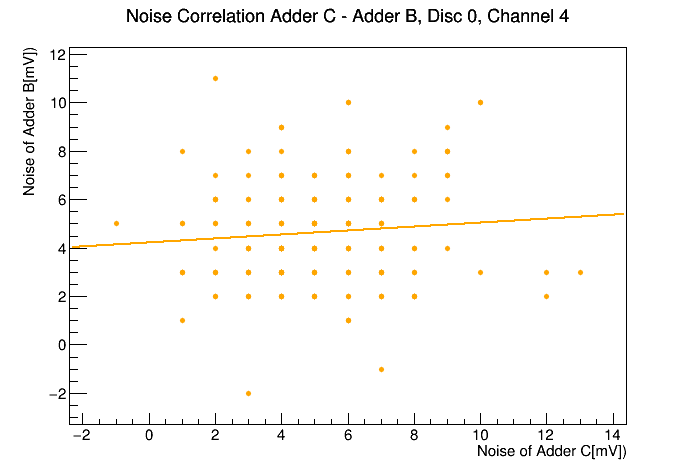 Noise Correlation Adder C - Adder B, Disc 0, Channel 4
Noise of Adder B[mV])
12
10
8
6
4
2
0
−2
−2 0 2 4 6 8 10 12 14
Noise of Adder C[mV])